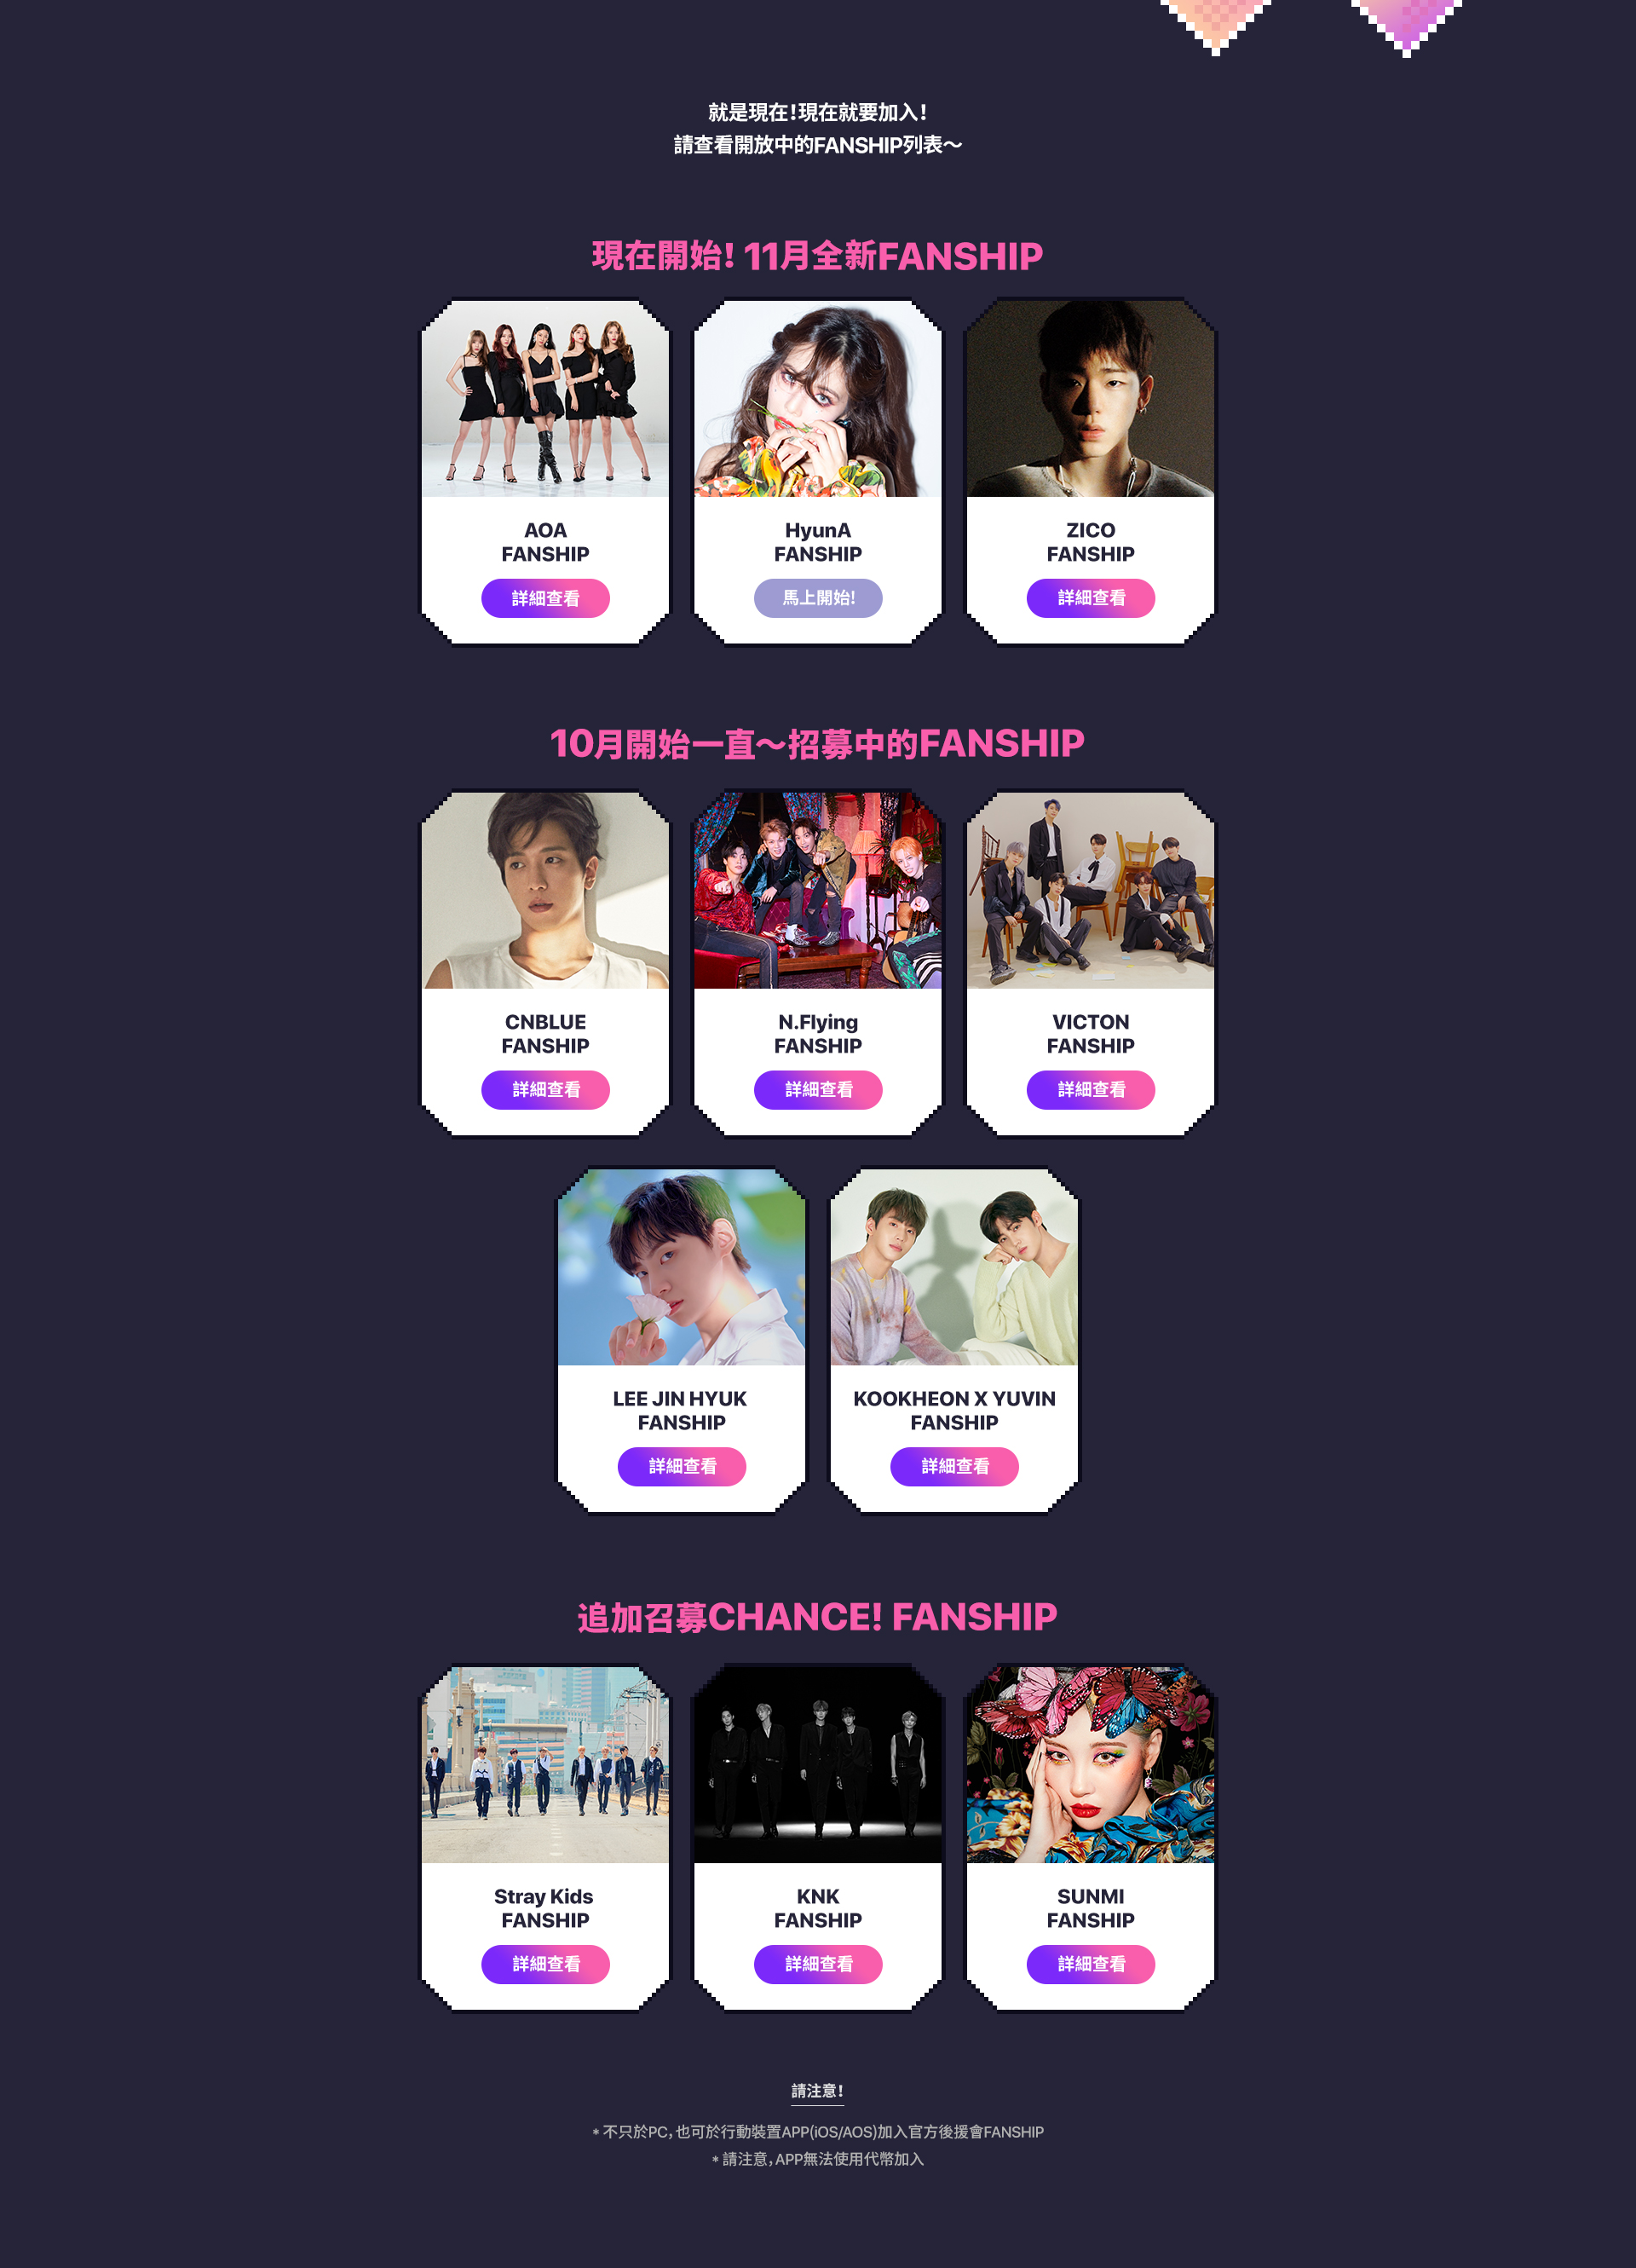 就是現在！現在就要加入！
請查看開放中的FANSHIP列表～
現在開始！11月全新FANSHIP
AOA
FANSHIP
詳細查看
HyunA
FANSHIP
馬上開始!
ZICO
FANSHIP
詳細查看
10月開始一直～招募中的FANSHIP
CNBLUE
FANSHIP
詳細查看
N.Flying
FANSHIP
詳細查看
VICTON
FANSHIP
詳細查看
LEE JIN HYUK
FANSHIP
詳細查看
KOOKHEON X YUVIN
FANSHIP
詳細查看
追加召募CHANCE! FANSHIP
Stray Kids
FANSHIP
詳細查看
KNK
FANSHIP
詳細查看
SUNMI
FANSHIP
詳細查看
請注意！
* 不只於PC，也可於行動裝置APP(iOS/AOS)加入官方後援會FANSHIP
* 請注意，APP無法使用代幣加入